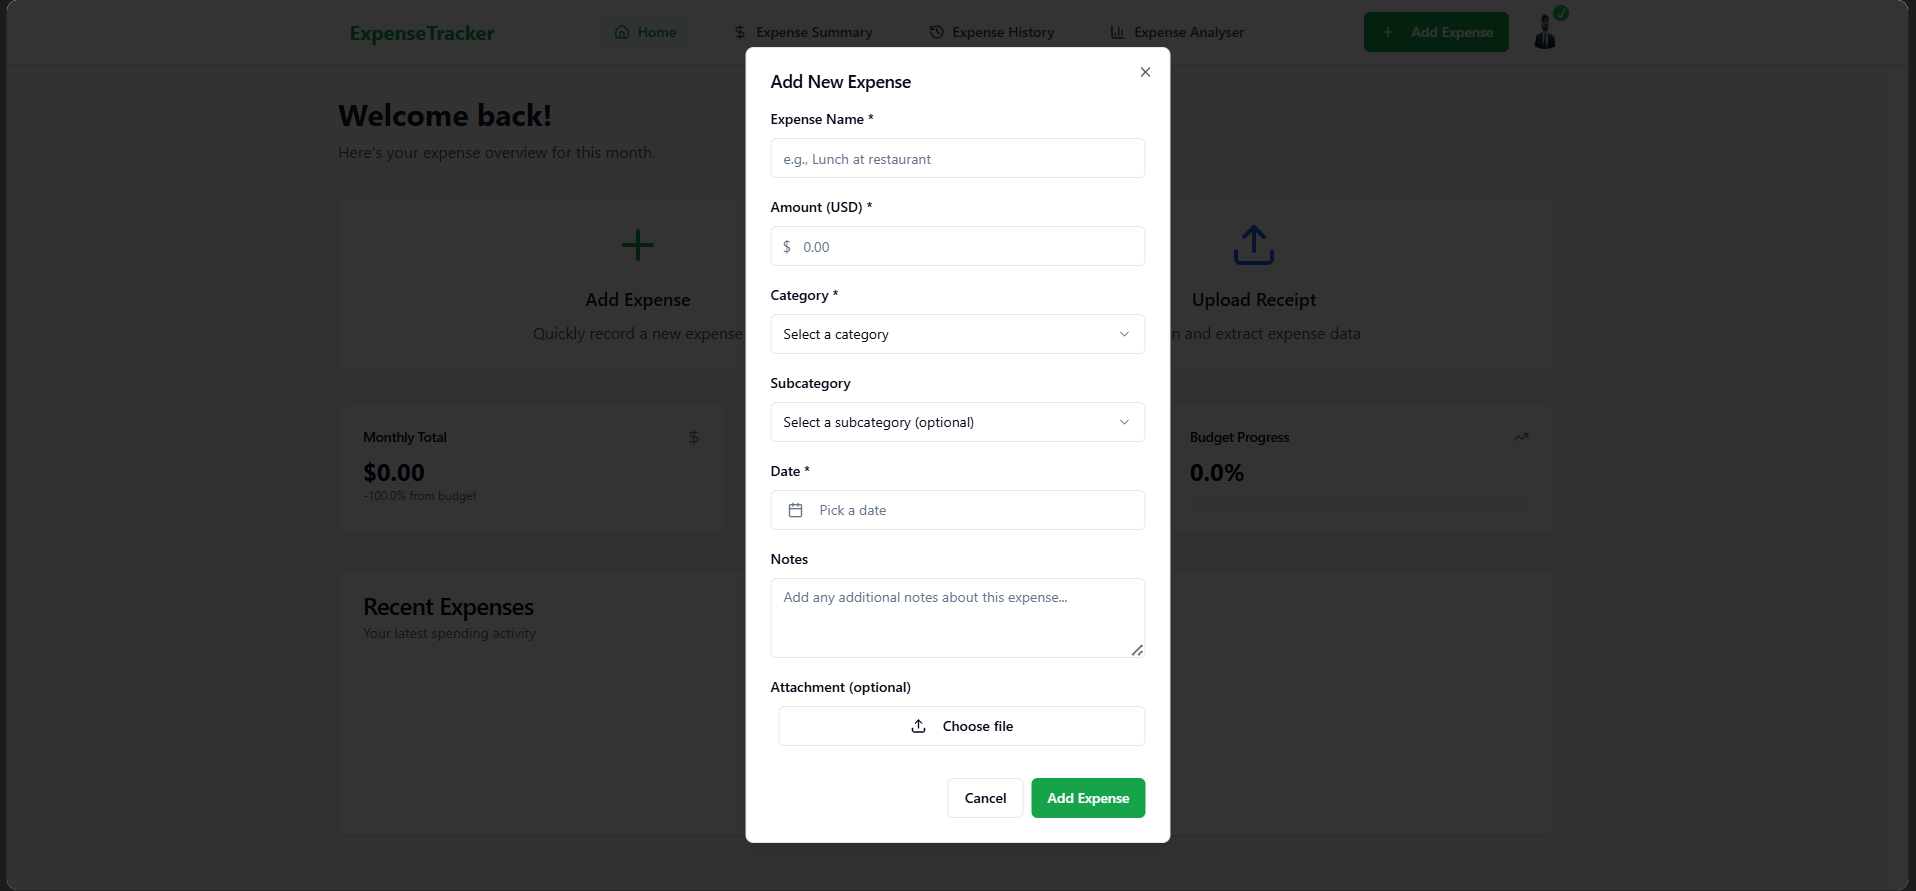 ExpenseTracker
Home
Expense Summary
Expense History
Expense Analyser
Add Expense
Welcome back!
Here's your expense overview for this month.
Add Expense
Quickly record a new expense
Upload Receipt
and extract expense data
Monthly Total
$
$0.00
-100.0% from budget
Budget Progress
0.0%
Recent Expenses
Your latest spending activity
Add New Expense
Expense Name *
e.g., Lunch at restaurant
Amount (USD) *
$ 0.00
Category *
Select a category
Subcategory
Select a subcategory (optional)
Date *
Pick a date
Notes
Add any additional notes about this expense...
Attachment (optional)
Choose file
Cancel
Add Expense